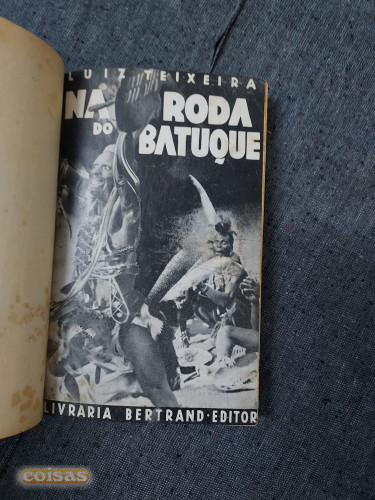 LUIZ TEIXEIRA
NA RODA
DO BATUQUE
LIVRARIA BERTRAND·EDITOR
coisas